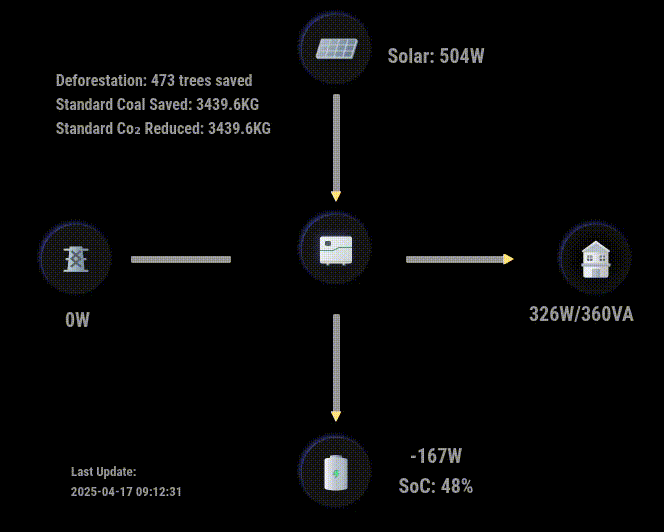 Solar: 504W
Deforestation: 473 trees saved
Standard Coal Saved: 3439.6KG
Standard Co₂ Reduced: 3439.6KG
0W
326W/360VA
-167W
SoC: 48%
Last Update:
2025-04-17 09:12:31